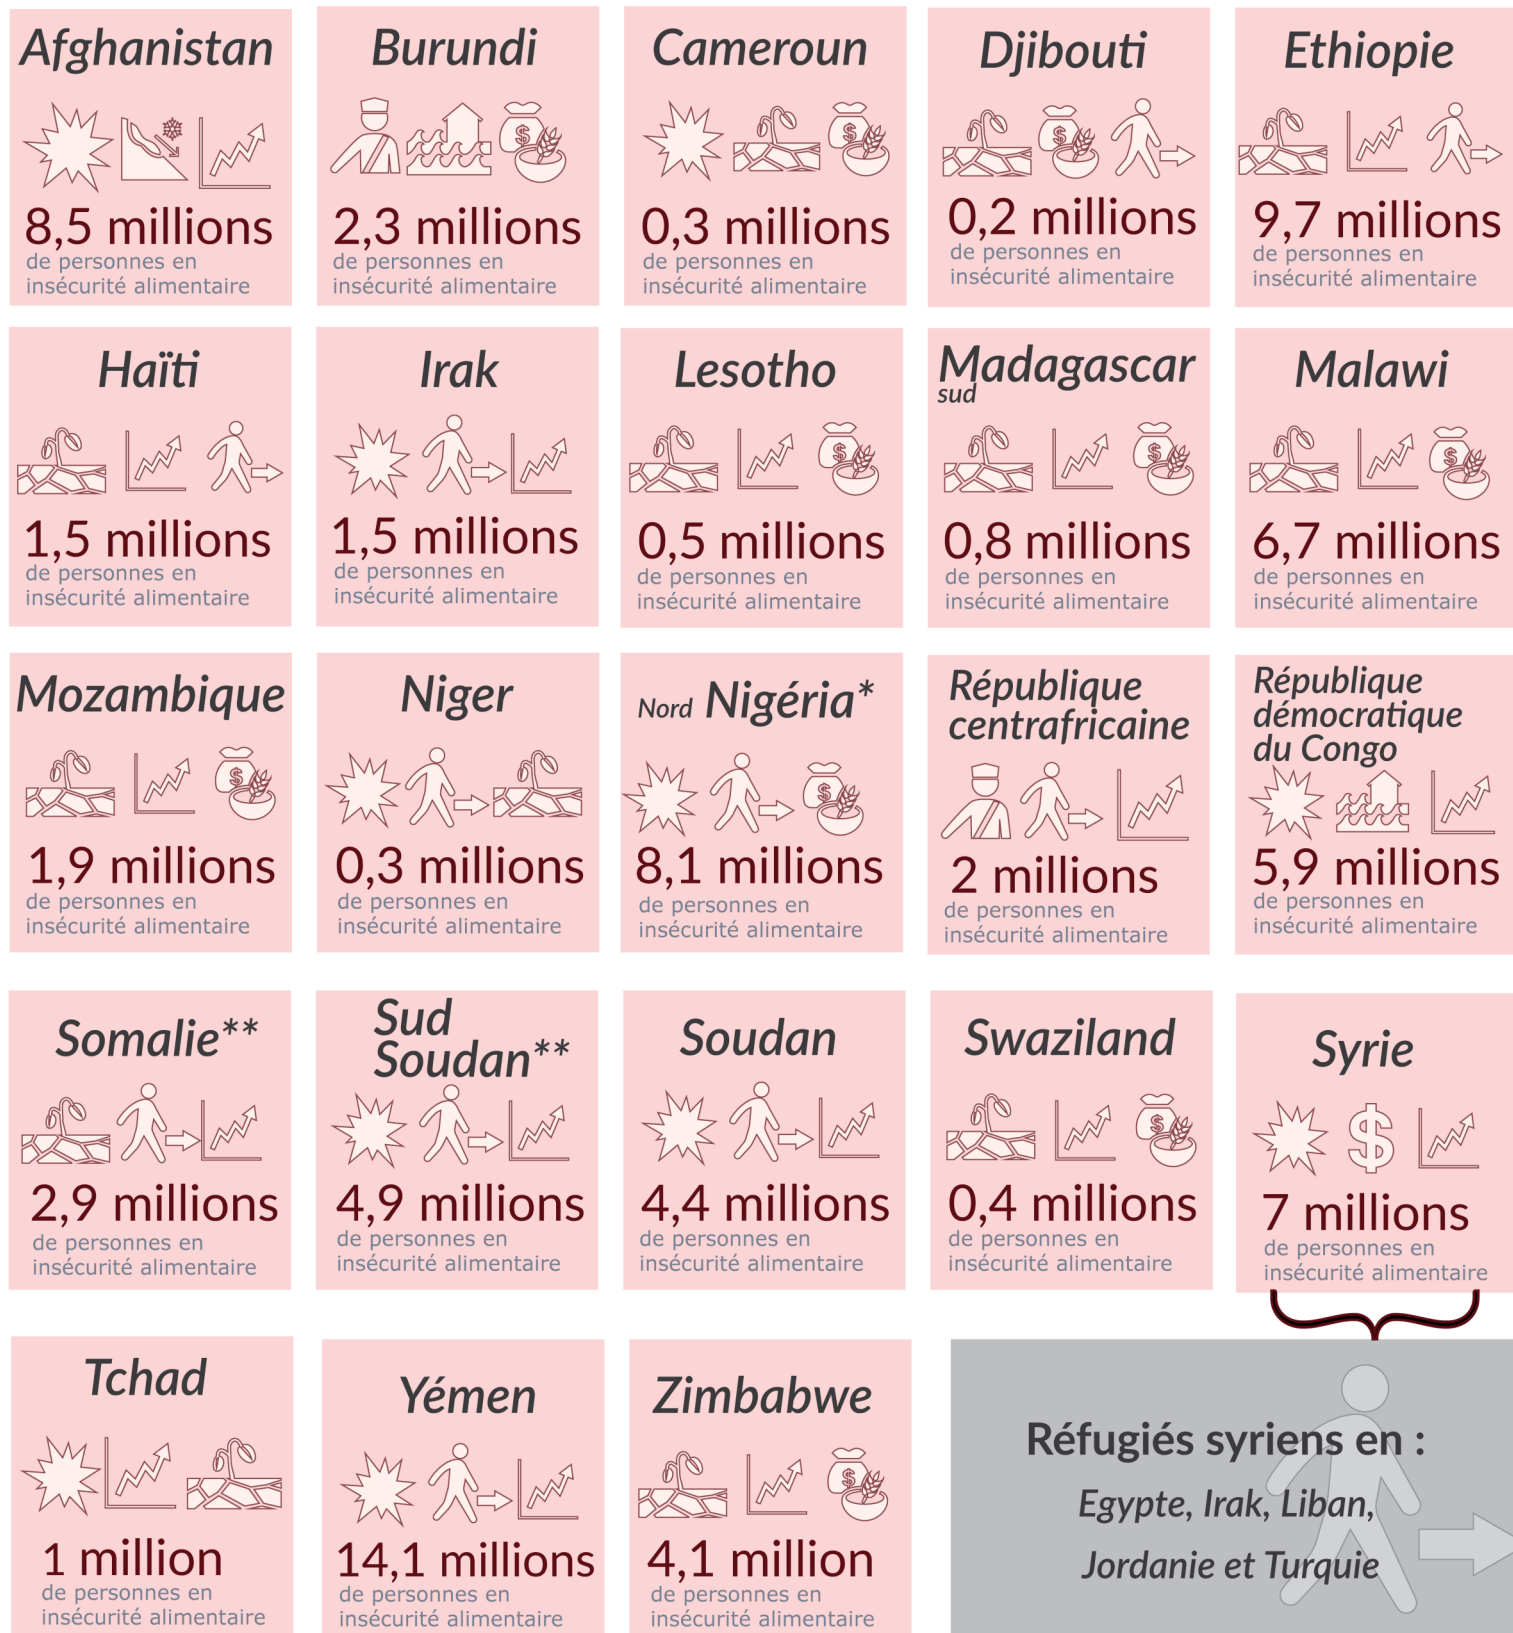 Afghanistan
8,5 millions
de personnes en
insécurité alimentaire
Burundi
2,3 millions
de personnes en
insécurité alimentaire
Cameroun
$
0,3 millions
de personnes en
insécurité alimentaire
Djibouti
$
0,2 millions
de personnes en
insécurité alimentaire
Ethiopie
9,7 millions
de personnes en
insécurité alimentaire
Haïti
1,5 millions
de personnes en
insécurité alimentaire
Irak
1,5 millions
de personnes en
insécurité alimentaire
Lesotho
$
0,5 millions
de personnes en
insécurité alimentaire
Madagascar
sud
$
0,8 millions
de personnes en
insécurité alimentaire
Malawi
$
6,7 millions
de personnes en
insécurité alimentaire
Mozambique
$
1,9 millions
de personnes en
insécurité alimentaire
Niger
0,3 millions
de personnes en
insécurité alimentaire
Nord Nigéria*
$
8,1 millions
de personnes en
insécurité alimentaire
République
centrafricaine
2 millions
de personnes en
insécurité alimentaire
République
démocratique
du Congo
5,9 millions
de personnes en
insécurité alimentaire
Somalie**
2,9 millions
de personnes en
insécurité alimentaire
Sud
Soudan**
4,9 millions
de personnes en
insécurité alimentaire
Soudan
4,4 millions
de personnes en
insécurité alimentaire
Swaziland
$
0,4 millions
de personnes en
insécurité alimentaire
Syrie
$
7 millions
de personnes en
insécurité alimentaire
Tchad
1 million
de personnes en
insécurité alimentaire
Yémen
14,1 millions
de personnes en
insécurité alimentaire
Zimbabwe
$
4,1 million
de personnes en
insécurité alimentaire
Réfugiés syriens en :
Egypte, Irak, Liban,
Jordanie et Turquie